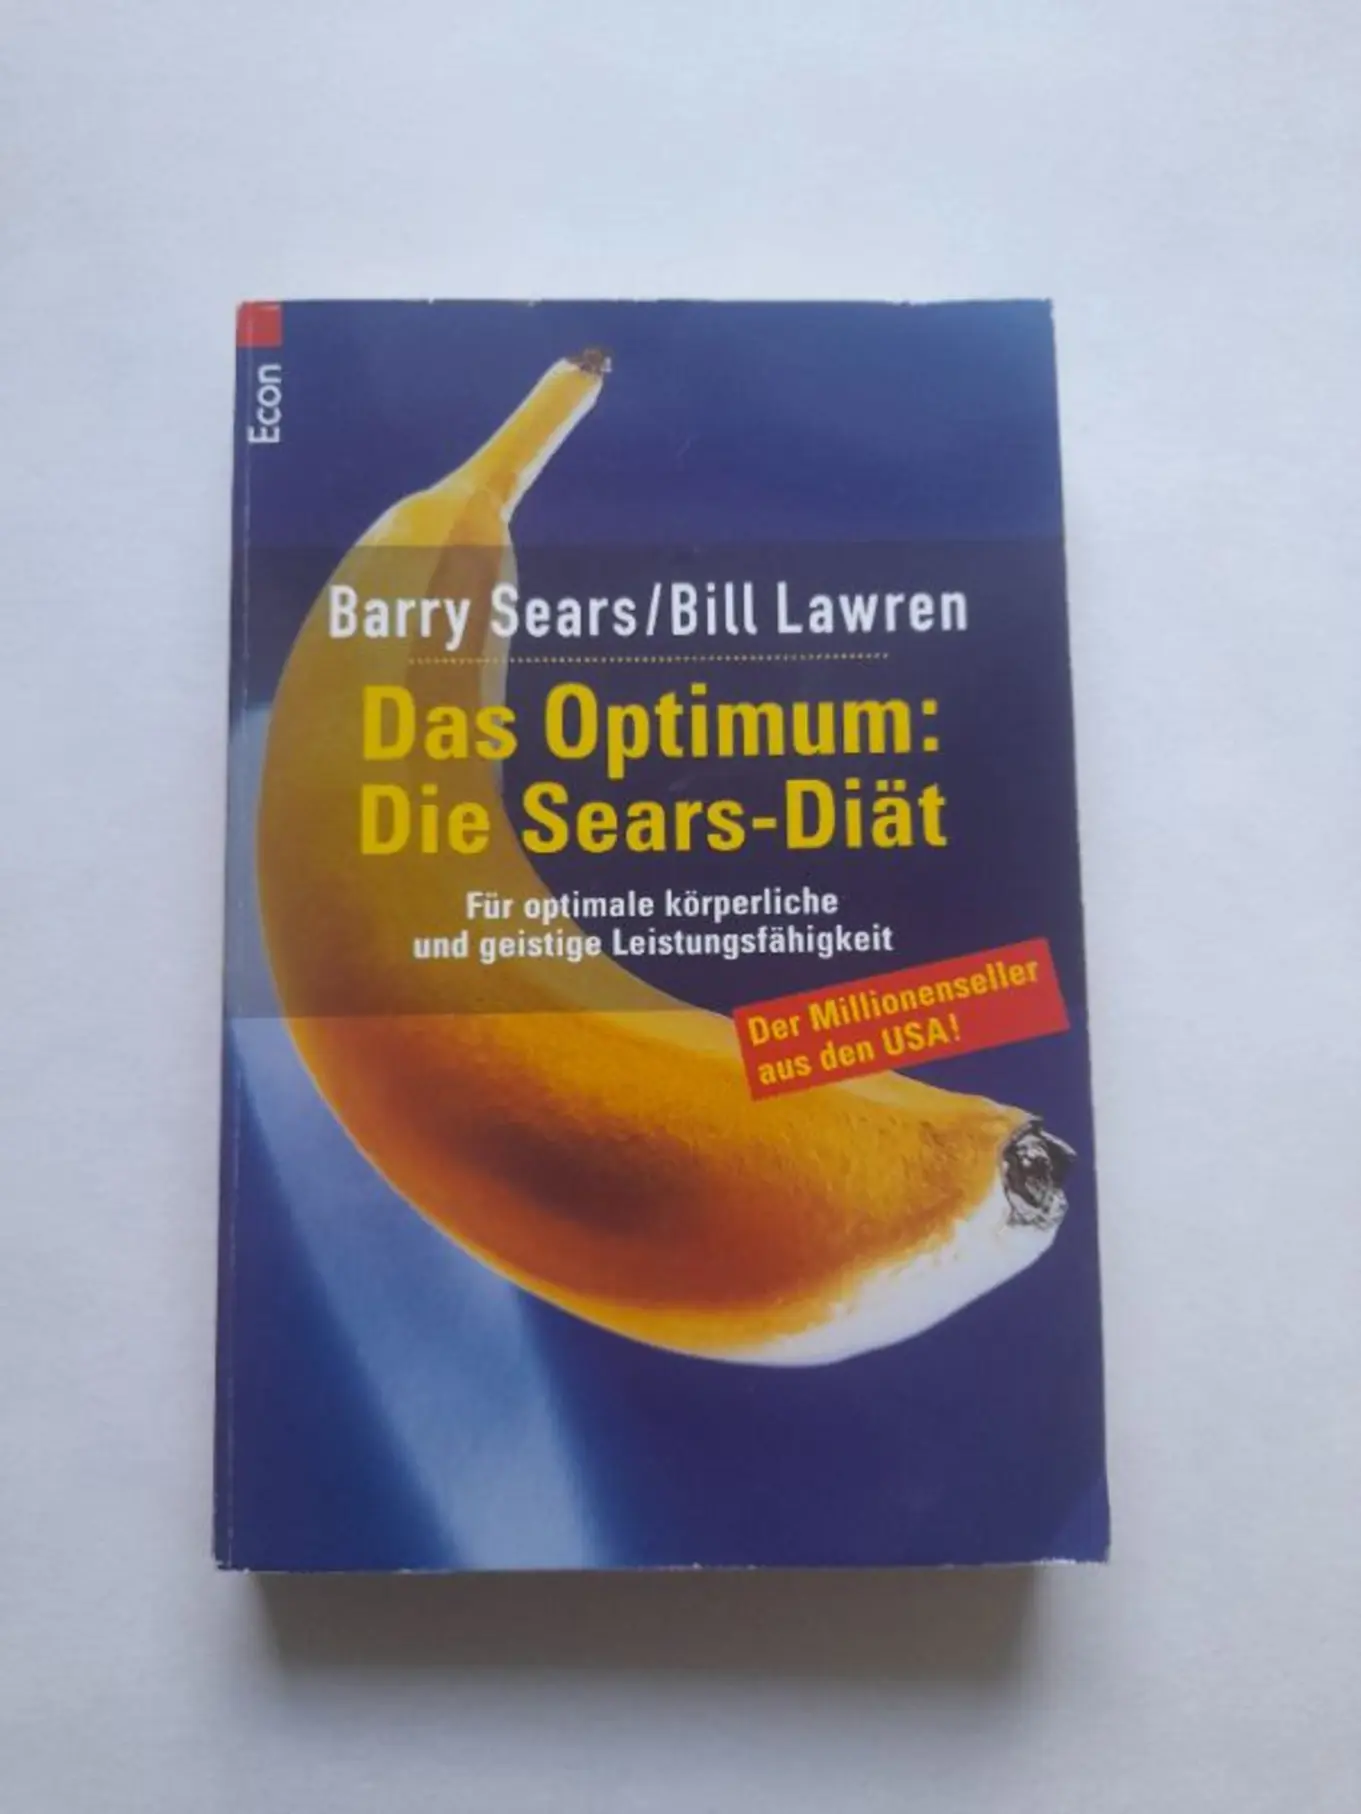 Econ
Barry Sears/Bill Lawren
Das Optimum:
Die Sears-Diät
Für optimale körperliche
und geistige Leistungsfähigkeit
Der Millionenseller
aus den USA!